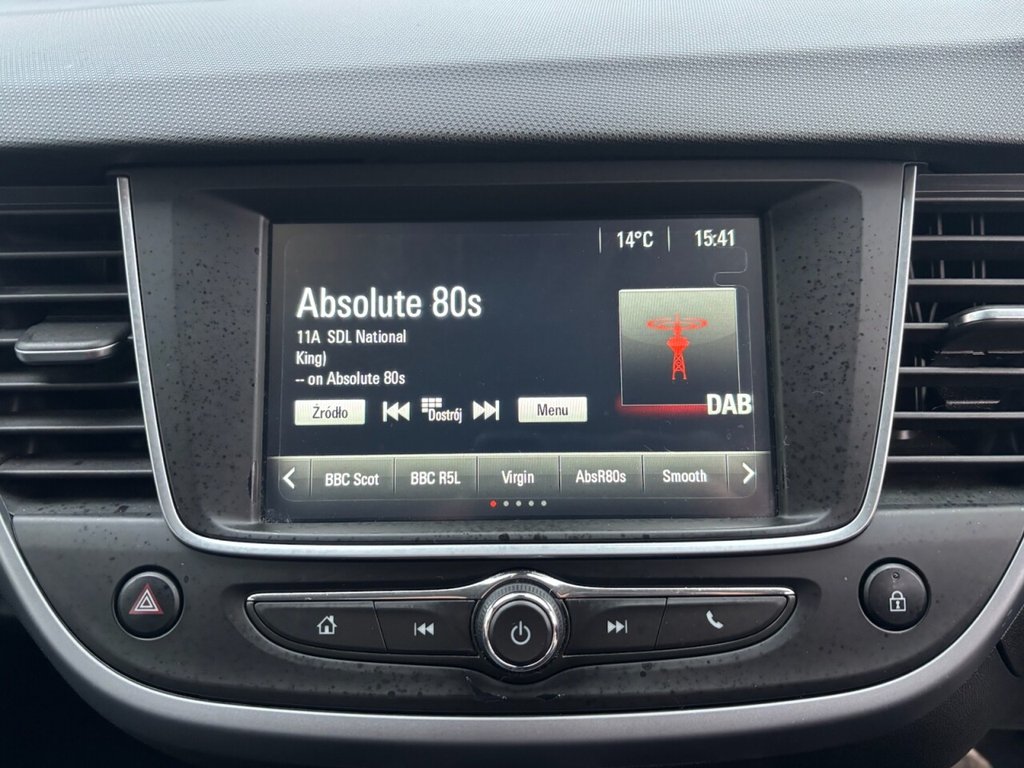 14°C 15:41
Absolute 80s
11A SDL National
King)
-- on Absolute 80s
DAB
Źródło Dostrój Menu
BBC Scot BBC R5L Virgin AbsR80s Smooth